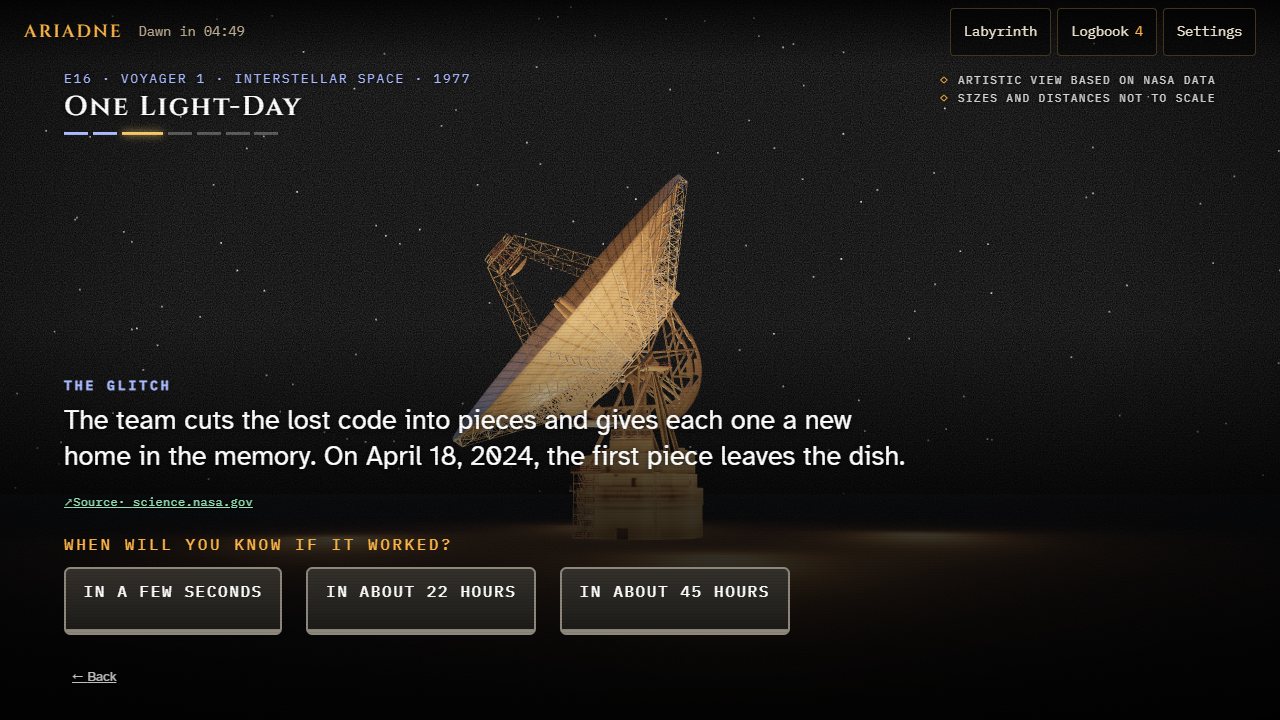 ARIADNE Dawn in 04:49 Labyrinth Logbook 4 Settings
E16 · VOYAGER 1 · INTERSTELLAR SPACE · 1977
One Light-Day
◇ ARTISTIC VIEW BASED ON NASA DATA
◇ SIZES AND DISTANCES NOT TO SCALE
THE GLITCH
The team cuts the lost code into pieces and gives each one a new
home in the memory. On April 18, 2024, the first piece leaves the dish.
↗Source· science.nasa.gov
WHEN WILL YOU KNOW IF IT WORKED?
IN A FEW SECONDS IN ABOUT 22 HOURS IN ABOUT 45 HOURS
← Back